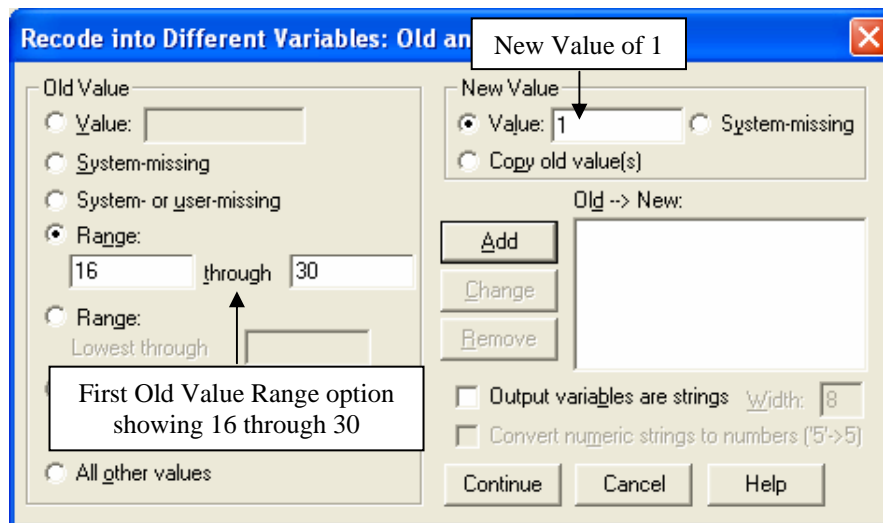 Recode into Different Variables: Old an
New Value of 1
Old Value
Value:
System-missing
System- or user-missing
Range:
16 through 30
Range:
Lowest through
First Old Value Range option
showing 16 through 30
All other values
New Value
Value: 1
System-missing
Copy old value(s)
Old --> New:
Add
Change
Remove
Output variables are strings Width: 8
Convert numeric strings to numbers ('5'->5)
Continue Cancel Help